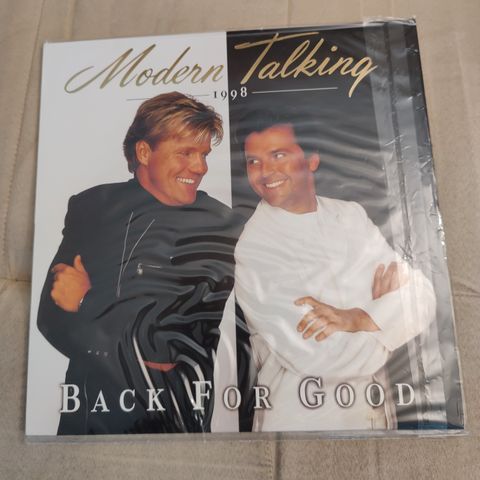 Modern Talking
1998
BACK FOR GOOD